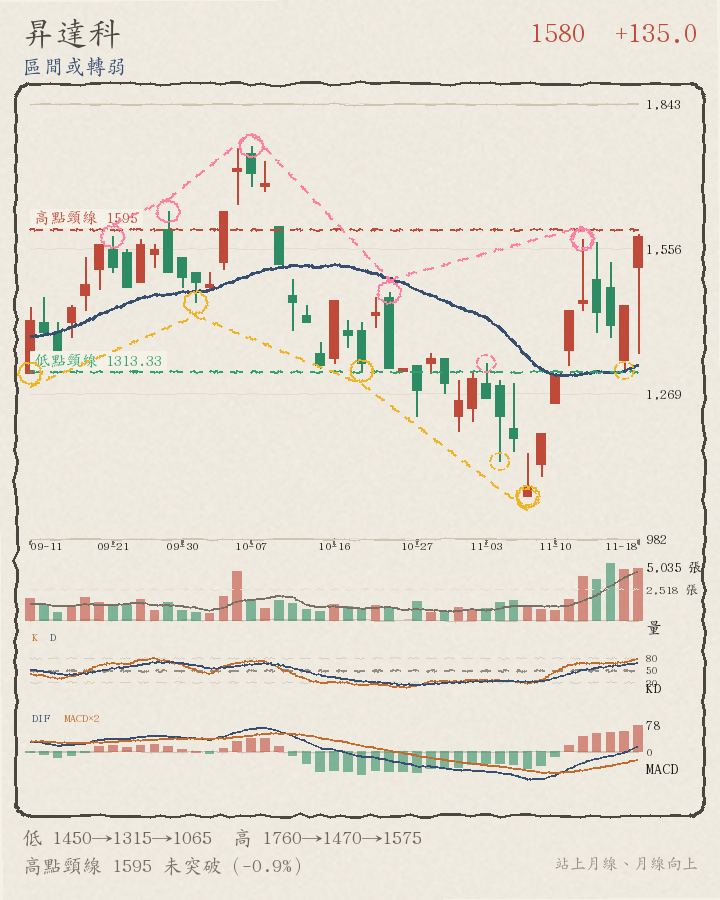 昇達科 1580 +135.0
區間或轉弱
1,843
高點頸線 1595
1,556
低點頸線 1313.33
1,269
982
09-11 09-21 09-30 10-07 10-16 10-27 11-03 11-10 11-18
5,035 張
2,518 張
量
K D
80
50
20
KD
DIF MACD×2
78
0
MACD
低 1450→1315→1065 高 1760→1470→1575
高點頸線 1595 未突破 (-0.9%)
站上月線、月線向上